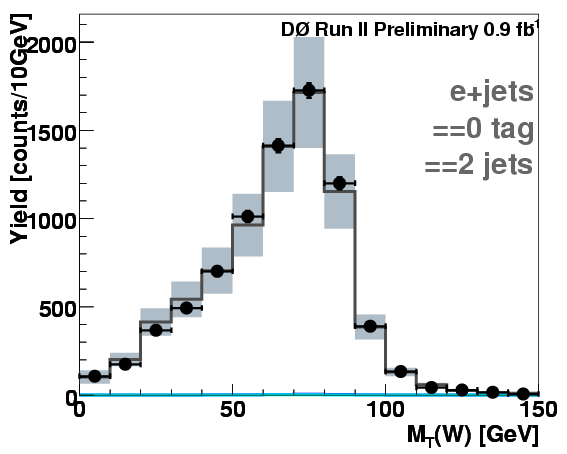 DØ Run II Preliminary 0.9 fb-1
e+jets
==0 tag
==2 jets
Yield [counts/10GeV]
2000
1500
1000
500
0
0 50 100 150
MT(W) [GeV]